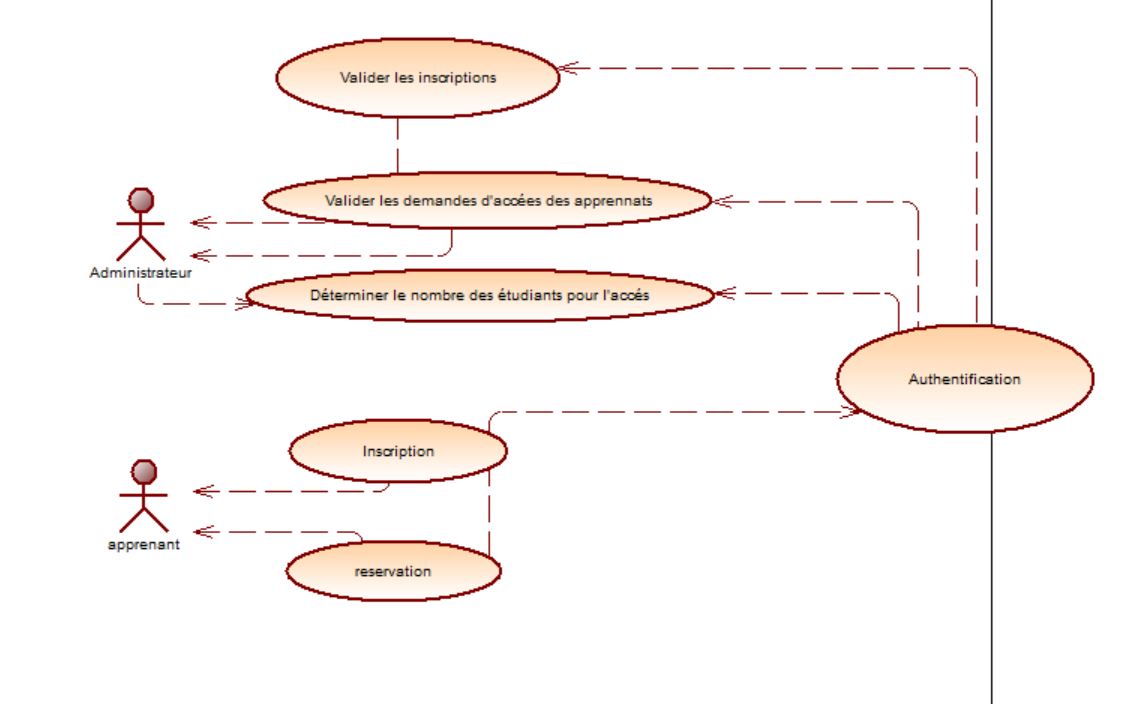 Valider les inscriptions
Valider les demandes d'accées des apprennats
Administrateur
Déterminer le nombre des étudiants pour l'accés
Authentification
Inscription
apprenant
reservation